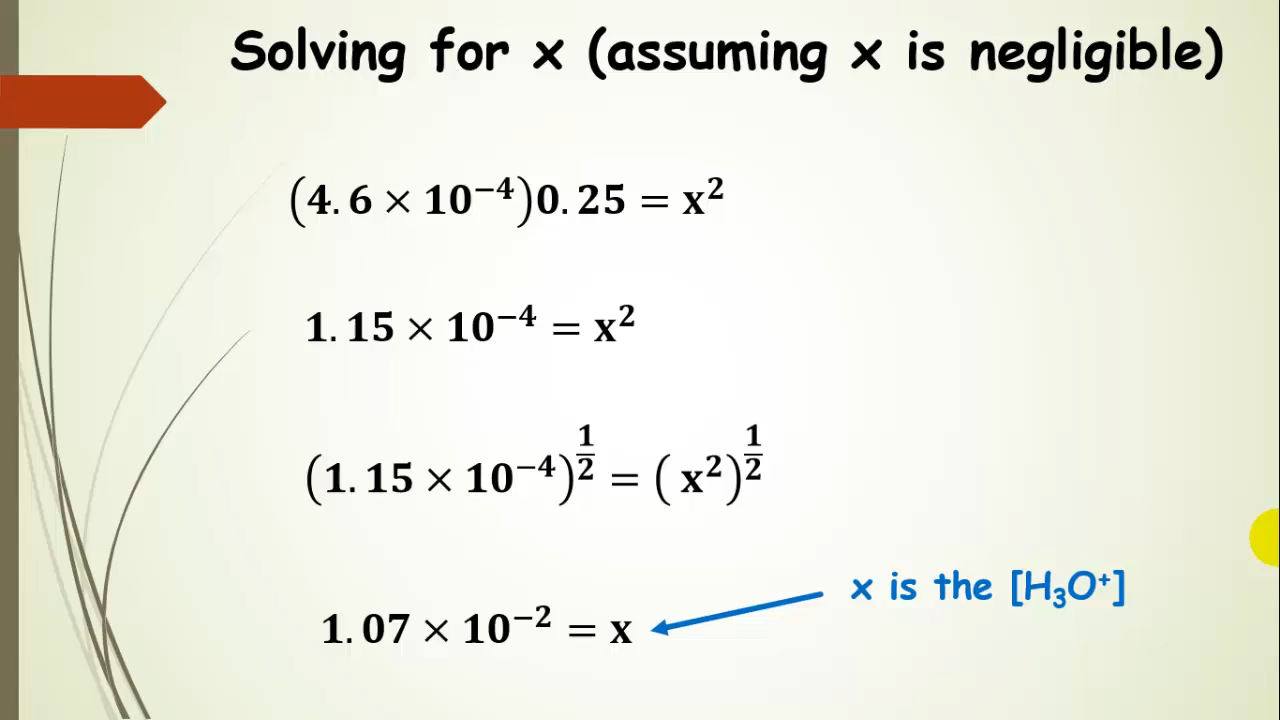 Solving for x (assuming x is negligible)
(4.6 × 10⁻⁴)0.25 = x²
1.15 × 10⁻⁴ = x²
(1.15 × 10⁻⁴)^(1/2) = (x²)^(1/2)
x is the [H₃O⁺]
1.07 × 10⁻² = x